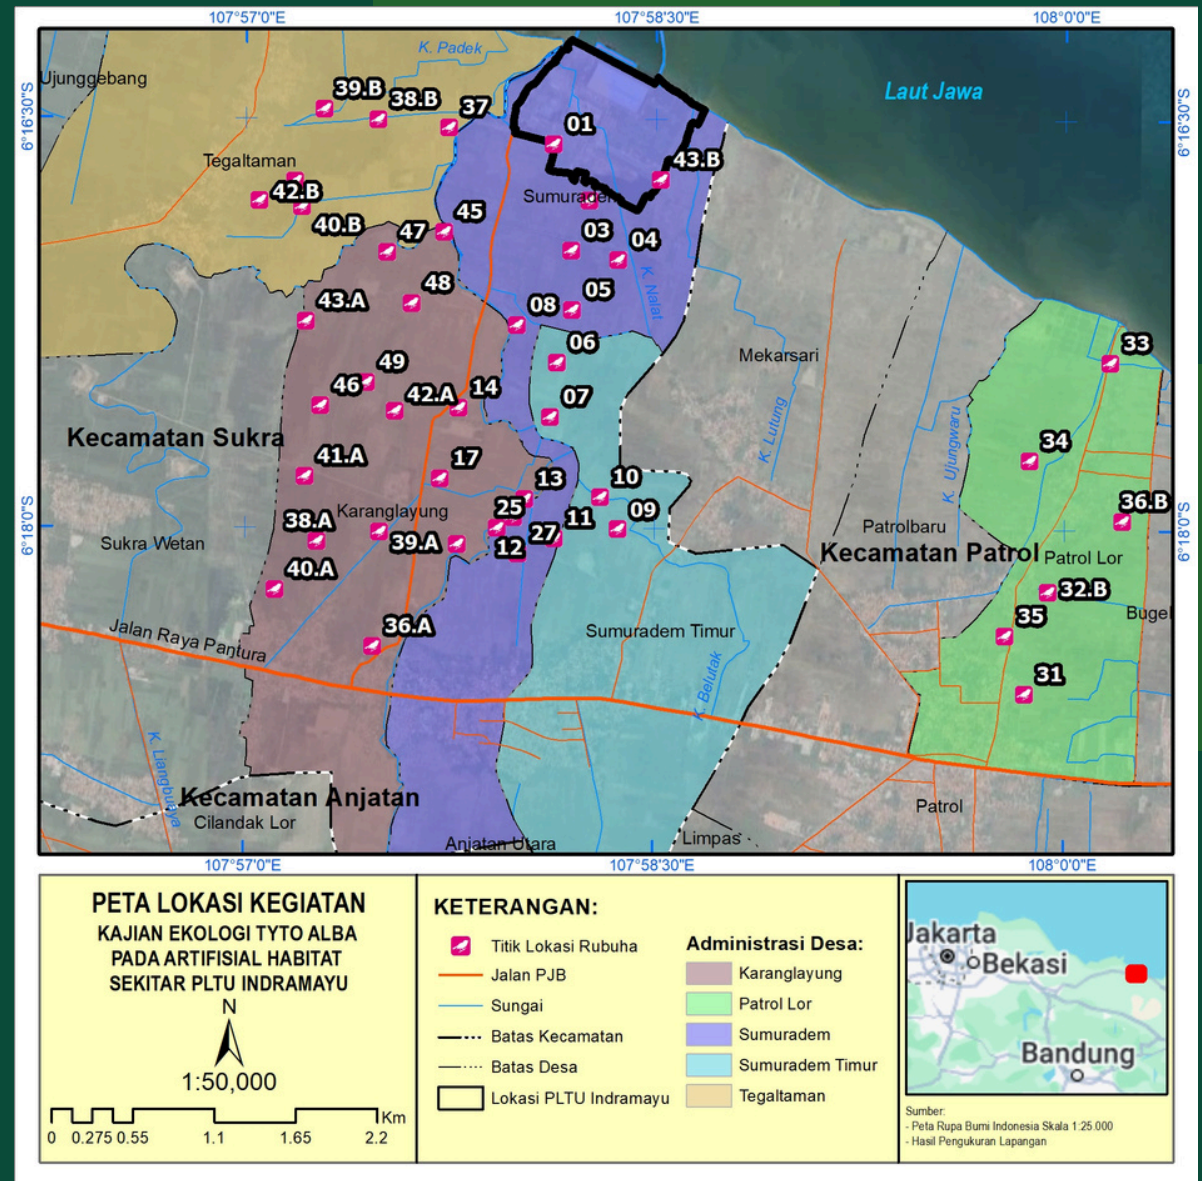 107°57'0"E
107°58'30"E
108°0'0"E
6°16'30"S
6°16'30"S
6°18'0"S
6°18'0"S
Ujunggebang
K. Padek
Laut Jawa
39.B
38.B
37
01
Tegaltaman
43.B
42.B
Sumuradem
40.B
47
45
03
04
K. Nalat
43.A
48
08
05
06
33
Mekarsari
49
46
42.A
14
07
K. Lutung
K. Ujungwaru
Kecamatan Sukra
34
41.A
17
13
10
36.B
25
11
09
38.A
Karanglayung
27
Patrolbaru
Sukra Wetan
39.A
12
Kecamatan Patrol
Patrol Lor
40.A
32.B
Bugel
36.A
35
Jalan Raya Pantura
Sumuradem Timur
K. Belutak
31
K. Liangbuaya
Kecamatan Anjatan
Cilandak Lor
Patrol
Anjatan Utara
Limpas
107°57'0"E
107°58'30"E
108°0'0"E
PETA LOKASI KEGIATAN
KAJIAN EKOLOGI TYTO ALBA
PADA ARTIFISIAL HABITAT
SEKITAR PLTU INDRAMAYU
N
1:50,000
Km
0 0.275 0.55 1.1 1.65 2.2
KETERANGAN:
Titik Lokasi Rubuha
Jalan PJB
Sungai
Batas Kecamatan
Batas Desa
Lokasi PLTU Indramayu
Administrasi Desa:
Karanglayung
Patrol Lor
Sumuradem
Sumuradem Timur
Tegaltaman
Jakarta
Bekasi
Bandung
Sumber:
- Peta Rupa Bumi Indonesia Skala 1:25.000
- Hasil Pengukuran Lapangan